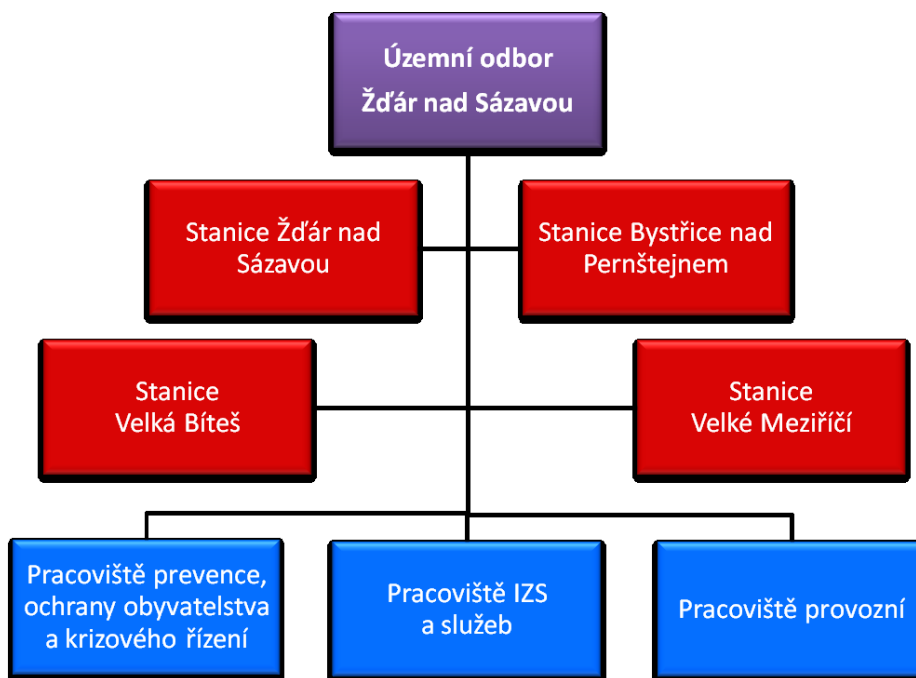 Územní odbor
Žďár nad Sázavou
Stanice Žďár nad
Sázavou
Stanice Bystřice nad
Pernštejnem
Stanice
Velká Bíteš
Stanice
Velké Meziříčí
Pracoviště prevence,
ochrany obyvatelstva
a krizového řízení
Pracoviště IZS
a služeb
Pracoviště provozní